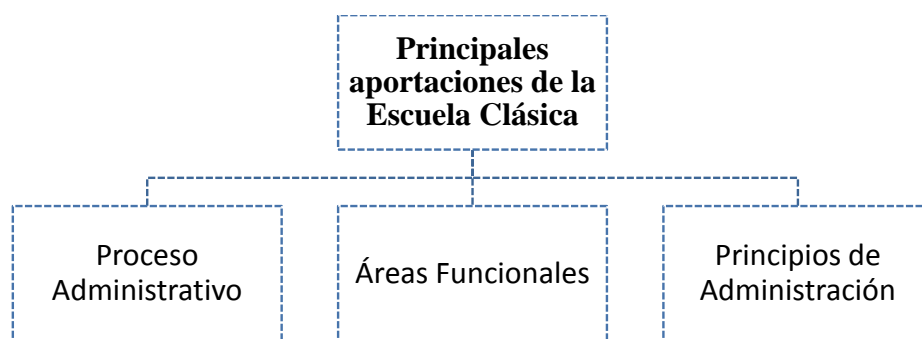 Principales
aportaciones de la
Escuela Clásica
Proceso
Administrativo
Áreas Funcionales
Principios de
Administración